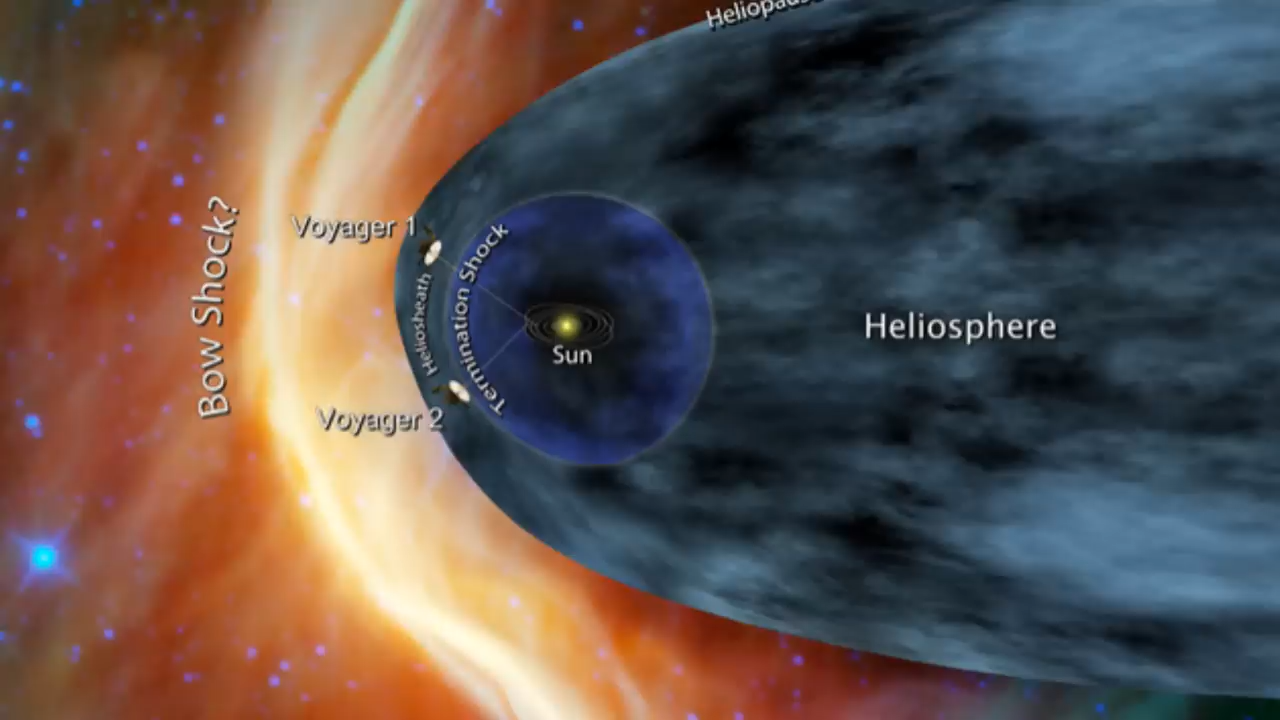 Heliopause
Voyager 1
Bow Shock?
Termination Shock
Heliosheath
Heliosphere
Sun
Voyager 2